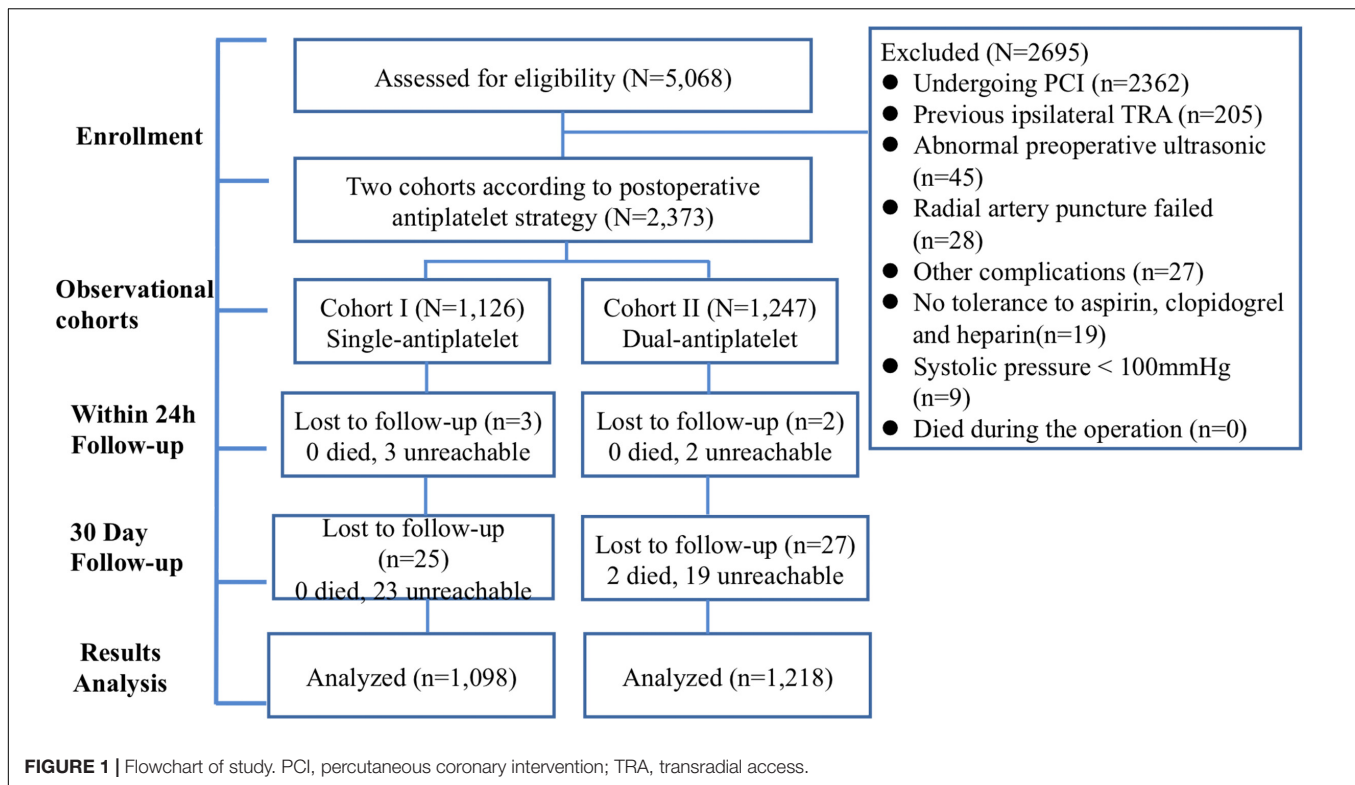 Assessed for eligibility (N=5,068)
Excluded (N=2695)
● Undergoing PCI (n=2362)
● Previous ipsilateral TRA (n=205)
● Abnormal preoperative ultrasonic
(n=45)
● Radial artery puncture failed
(n=28)
● Other complications (n=27)
● No tolerance to aspirin, clopidogrel
and heparin(n=19)
● Systolic pressure < 100mmHg
(n=9)
● Died during the operation (n=0)
Enrollment
Two cohorts according to postoperative
antiplatelet strategy (N=2,373)
Observational
cohorts
Cohort I (N=1,126)
Single-antiplatelet
Cohort II (N=1,247)
Dual-antiplatelet
Within 24h
Follow-up
Lost to follow-up (n=3)
0 died, 3 unreachable
Lost to follow-up (n=2)
0 died, 2 unreachable
30 Day
Follow-up
Lost to follow-up
(n=25)
0 died, 23 unreachable
Lost to follow-up (n=27)
2 died, 19 unreachable
Results
Analysis
Analyzed (n=1,098)
Analyzed (n=1,218)
FIGURE 1 | Flowchart of study. PCI, percutaneous coronary intervention; TRA, transradial access.